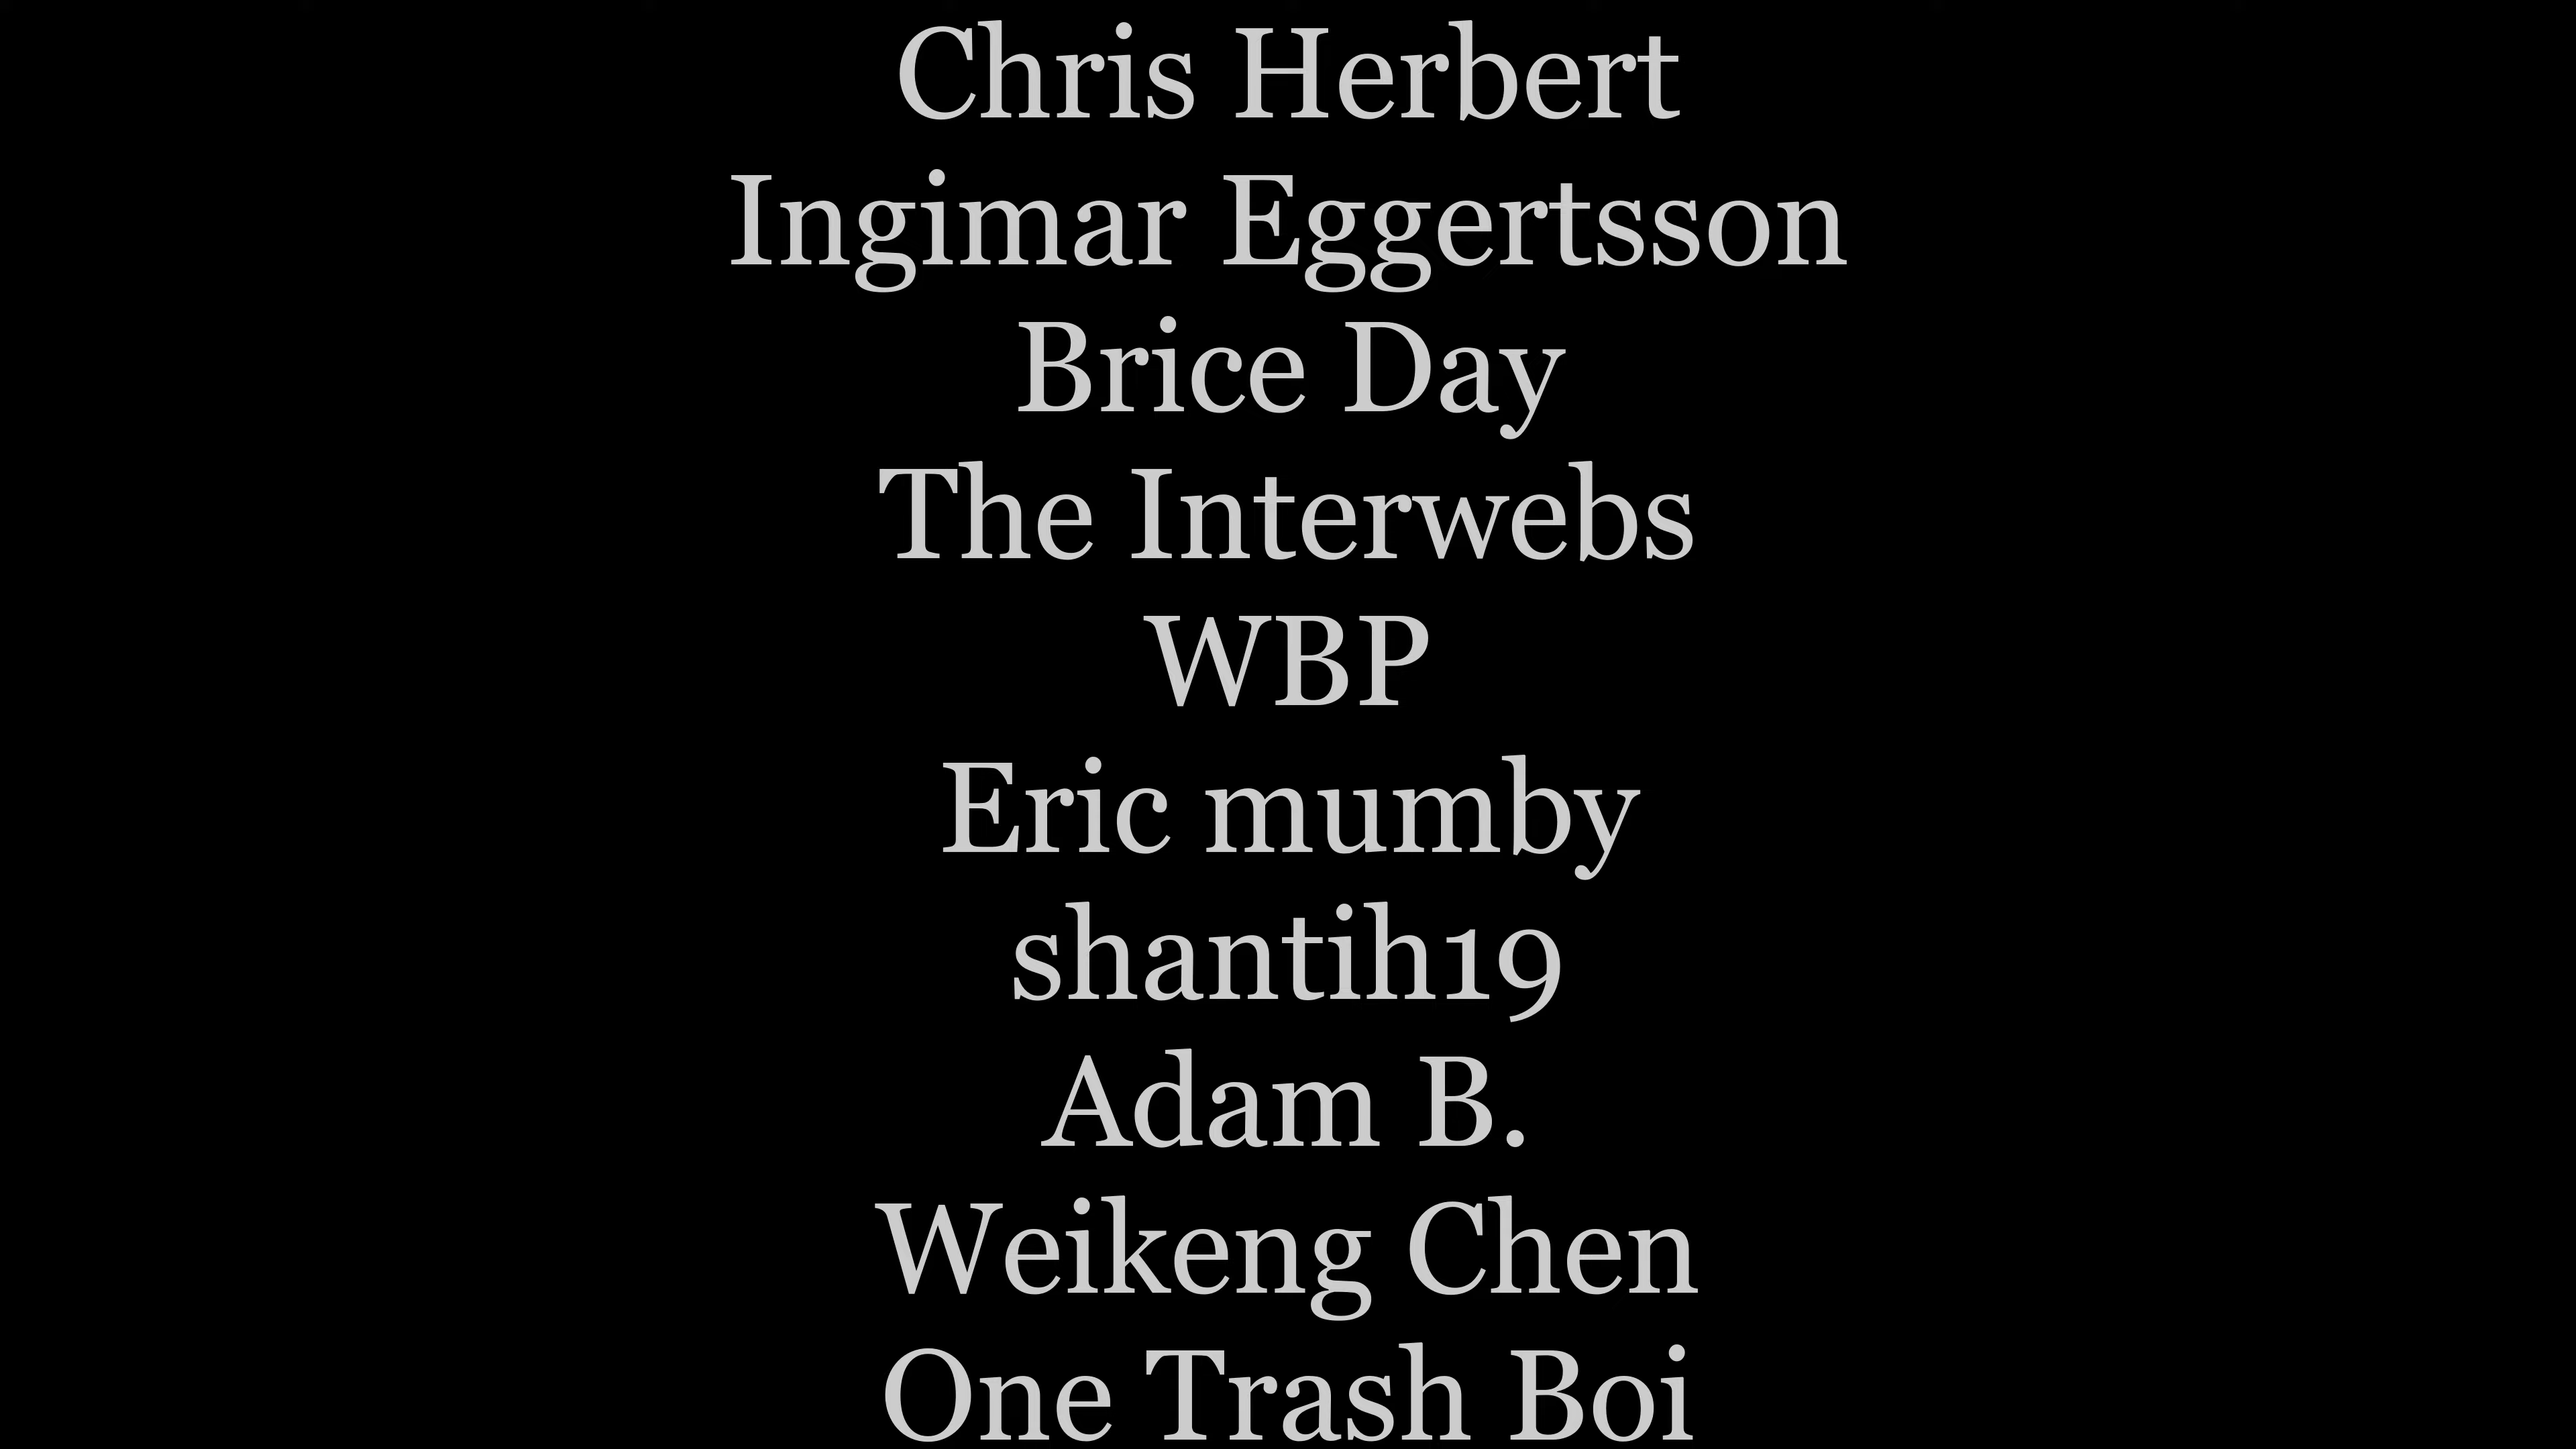 Chris Herbert
Ingimar Eggertsson
Brice Day
The Interwebs
WBP
Eric mumby
shantih19
Adam B.
Weikeng Chen
One Trash Boi